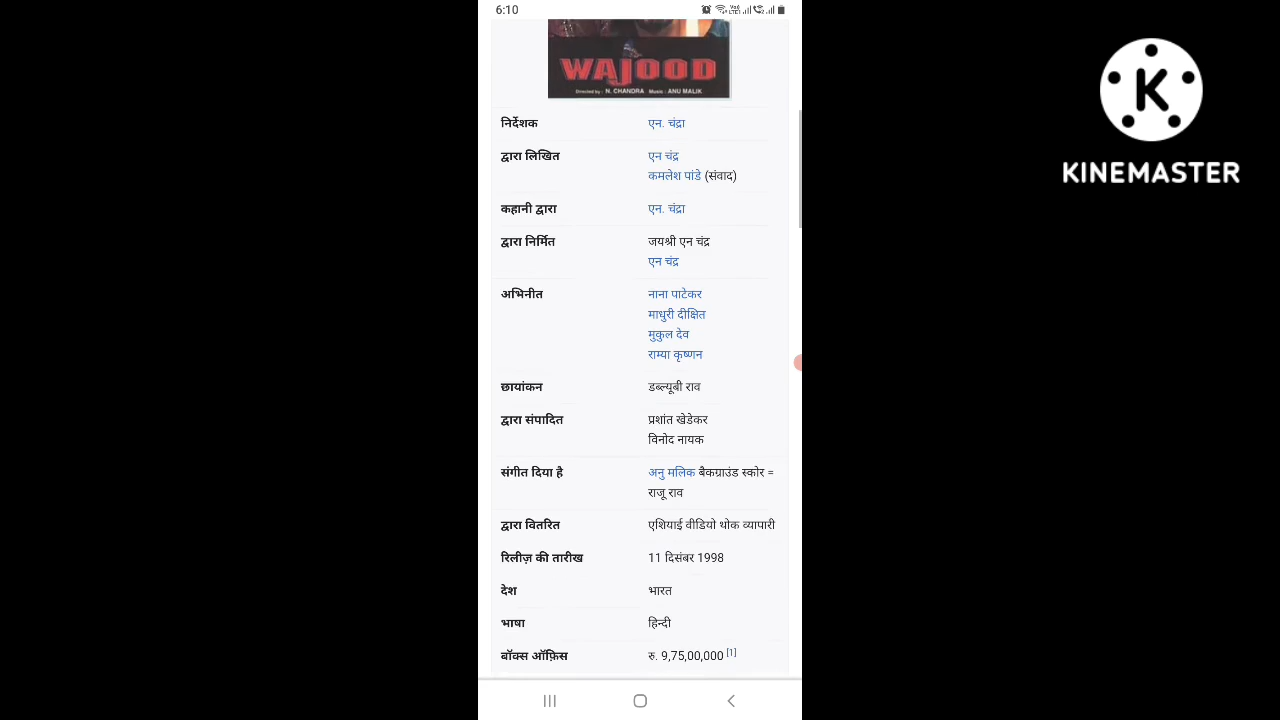 6:10
WAJOOD
Directed by : N. CHANDRA Music : ANU MALIK
निर्देशक एन. चंद्रा
द्वारा लिखित एन चंद्र
कमलेश पांडे (संवाद)
कहानी द्वारा एन. चंद्रा
द्वारा निर्मित जयश्री एन चंद्र
एन चंद्र
अभिनीत नाना पाटेकर
माधुरी दीक्षित
मुकुल देव
राम्या कृष्णन
छायांकन डब्ल्यूबी राव
द्वारा संपादित प्रशांत खेडेकर
विनोद नायक
संगीत दिया है अनु मलिक बैकग्राउंड स्कोर =
राजू राव
द्वारा वितरित एशियाई वीडियो थोक व्यापारी
रिलीज़ की तारीख 11 दिसंबर 1998
देश भारत
भाषा हिन्दी
बॉक्स ऑफ़िस रु. 9,75,00,000 [1]
K
KINEMASTER